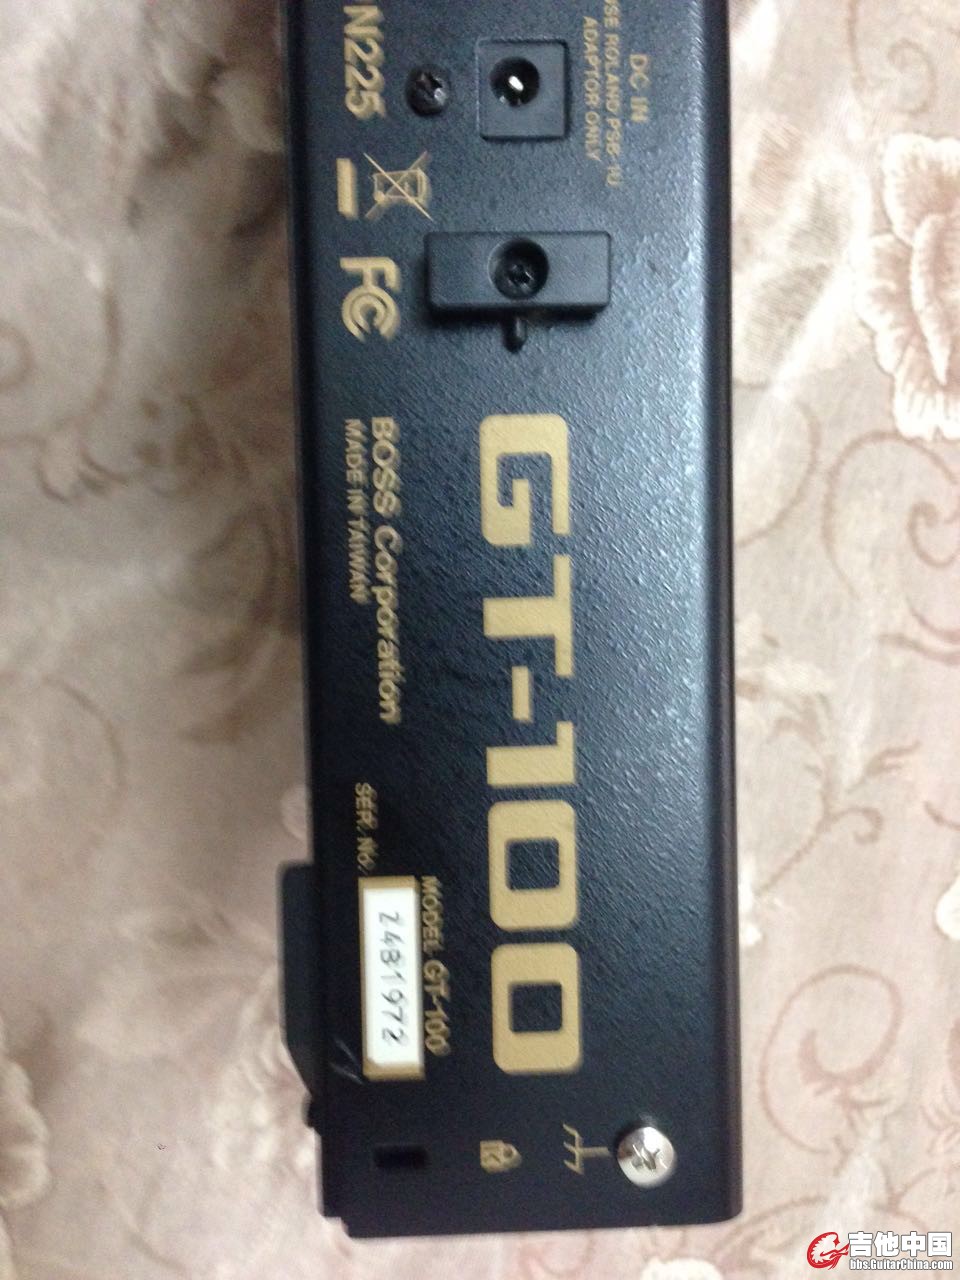 DC IN
USE ROLAND PSB-1U
ADAPTOR ONLY
N225
FC
GT-100
BOSS Corporation
MADE IN TAIWAN
MODEL GT-100
SER. No.
Z4B1972
K
吉他中国
bbs.GuitarChina.com